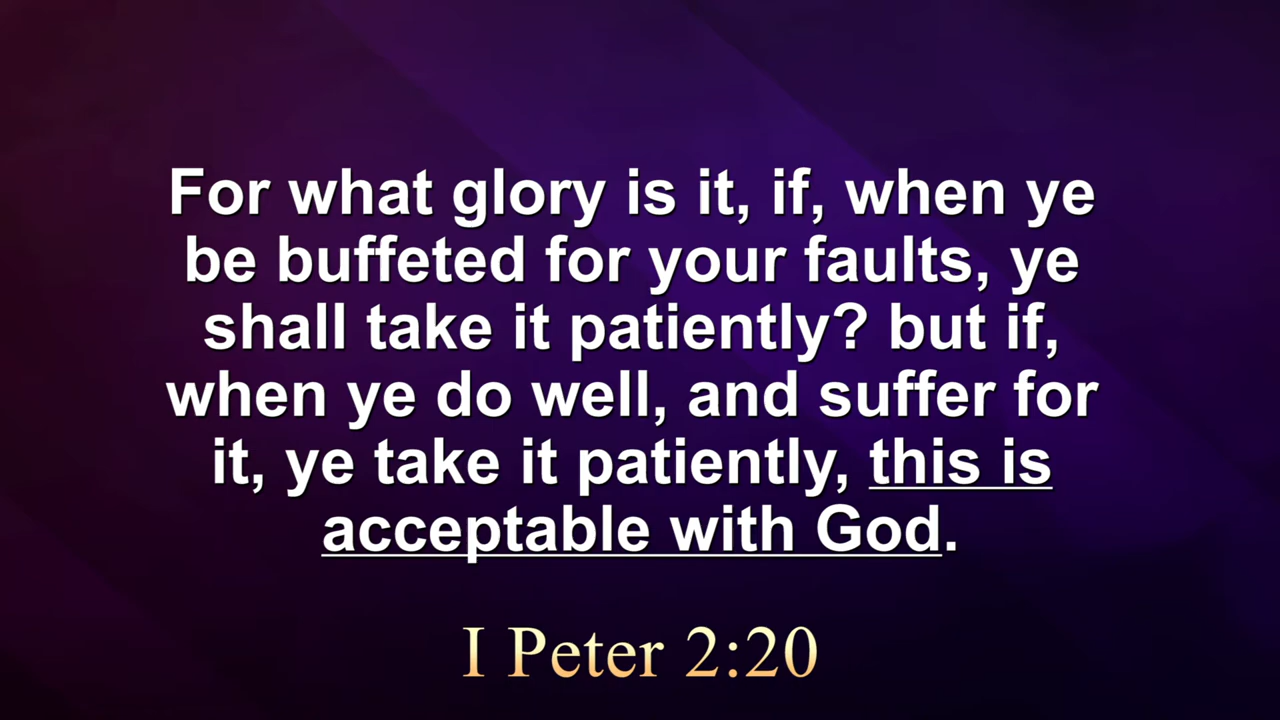 For what glory is it, if, when ye
be buffeted for your faults, ye
shall take it patiently? but if,
when ye do well, and suffer for
it, ye take it patiently, this is
acceptable with God.
I Peter 2:20